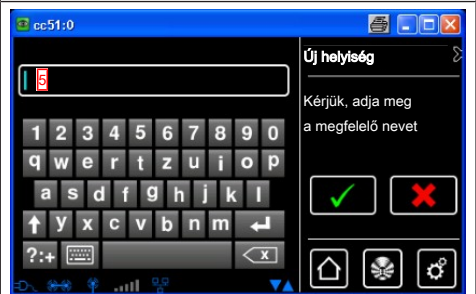 cc51:0
Új helyiség
5
Kérjük, adja meg
a megfelelő nevet
1 2 3 4 5 6 7 8 9 0
q w e r t z u i o p
a s d f g h j k l
y x c v b n m
?:+
x